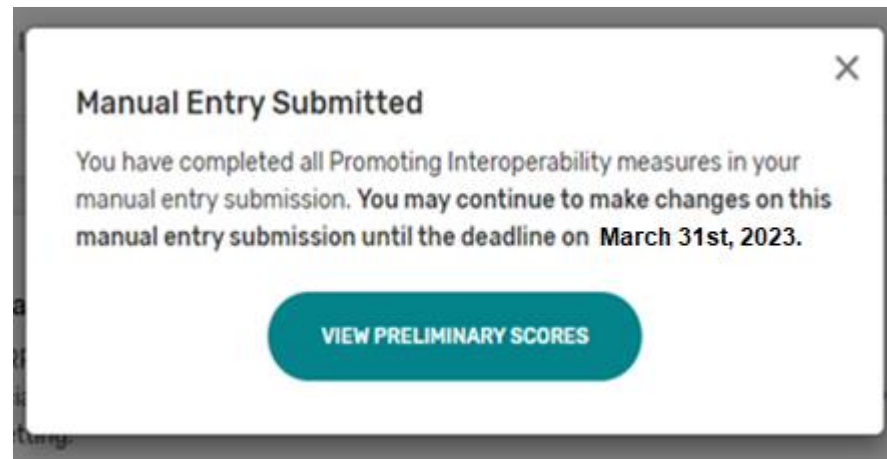 Manual Entry Submitted
You have completed all Promoting Interoperability measures in your
manual entry submission. You may continue to make changes on this
manual entry submission until the deadline on March 31st, 2023.
VIEW PRELIMINARY SCORES